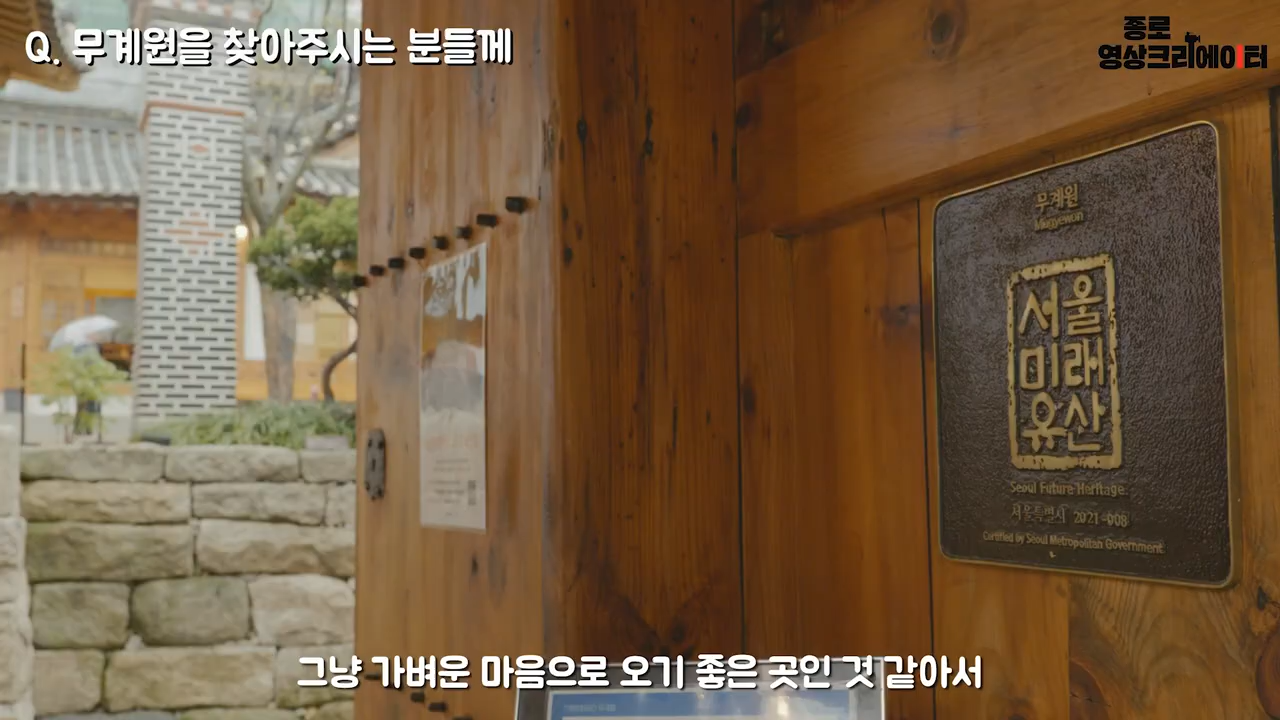 Q. 무계원을 찾아주시는 분들께
종로
영상크리에이터
무계원
Mugyewon
서울
미래
유산
Seoul Future Heritage
서울특별시 2021-008
Certified by Seoul Metropolitan Government
그냥 가벼운 마음으로 오기 좋은 곳인 것 같아서